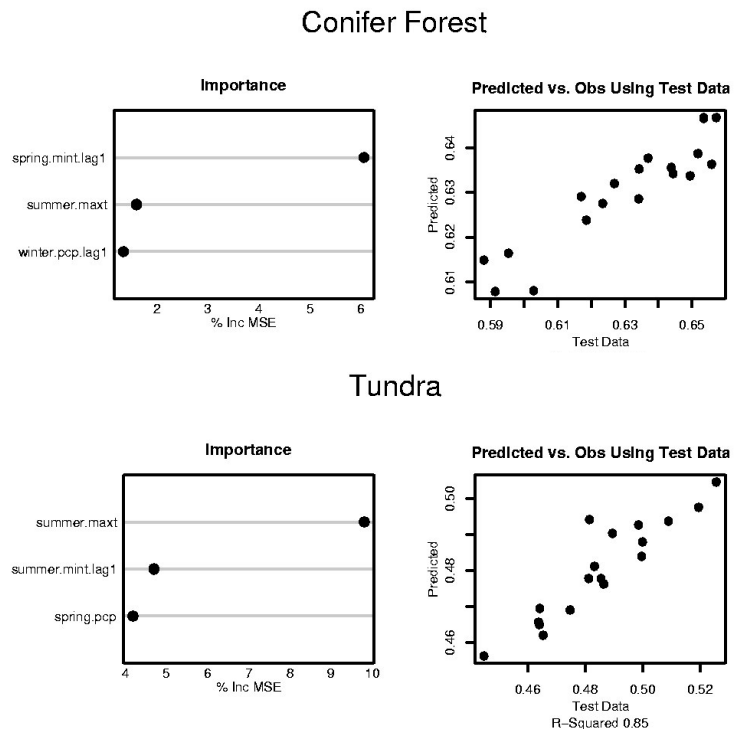 Conifer Forest
Importance
spring.mint.lag1
summer.maxt
winter.pcp.lag1
2 3 4 5 6
% Inc MSE
Predicted vs. Obs Using Test Data
Predicted
0.64
0.63
0.62
0.61
0.59 0.61 0.63 0.65
Test Data
Tundra
Importance
summer.maxt
summer.mint.lag1
spring.pcp
4 5 6 7 8 9 10
% Inc MSE
Predicted vs. Obs Using Test Data
Predicted
0.50
0.48
0.46
0.46 0.48 0.50 0.52
Test Data
R-Squared 0.85